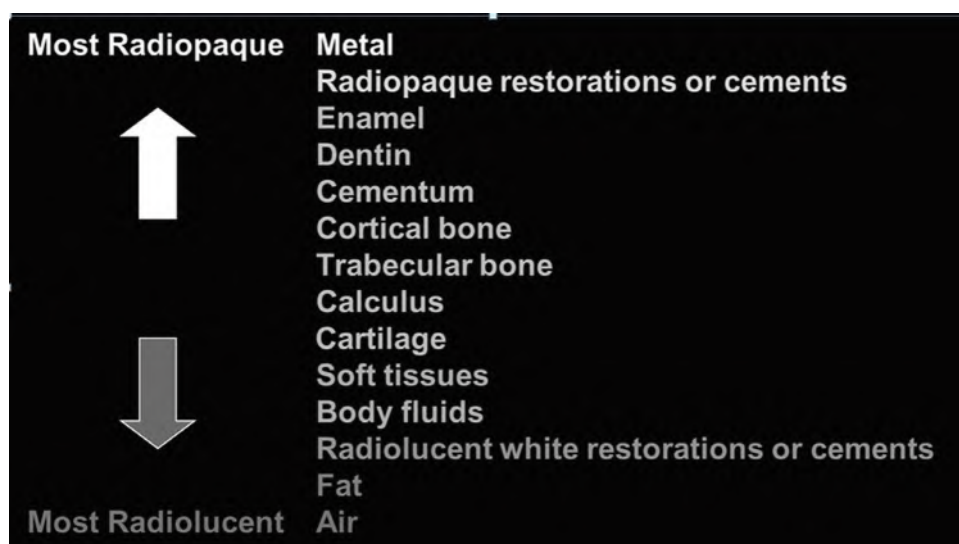 Most Radiopaque Metal
Radiopaque restorations or cements
Enamel
Dentin
Cementum
Cortical bone
Trabecular bone
Calculus
Cartilage
Soft tissues
Body fluids
Radiolucent white restorations or cements
Fat
Most Radiolucent Air